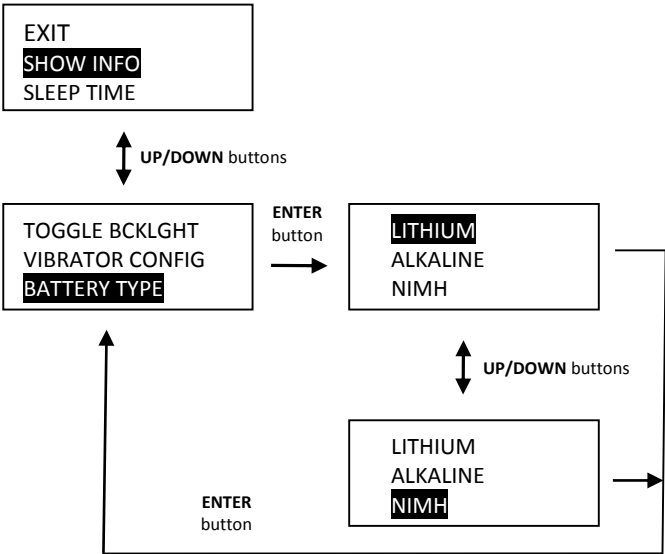 EXIT
SHOW INFO
SLEEP TIME
UP/DOWN buttons
TOGGLE BCKLGHT
VIBRATOR CONFIG
BATTERY TYPE
ENTER
button
LITHIUM
ALKALINE
NIMH
UP/DOWN buttons
LITHIUM
ALKALINE
NIMH
ENTER
button